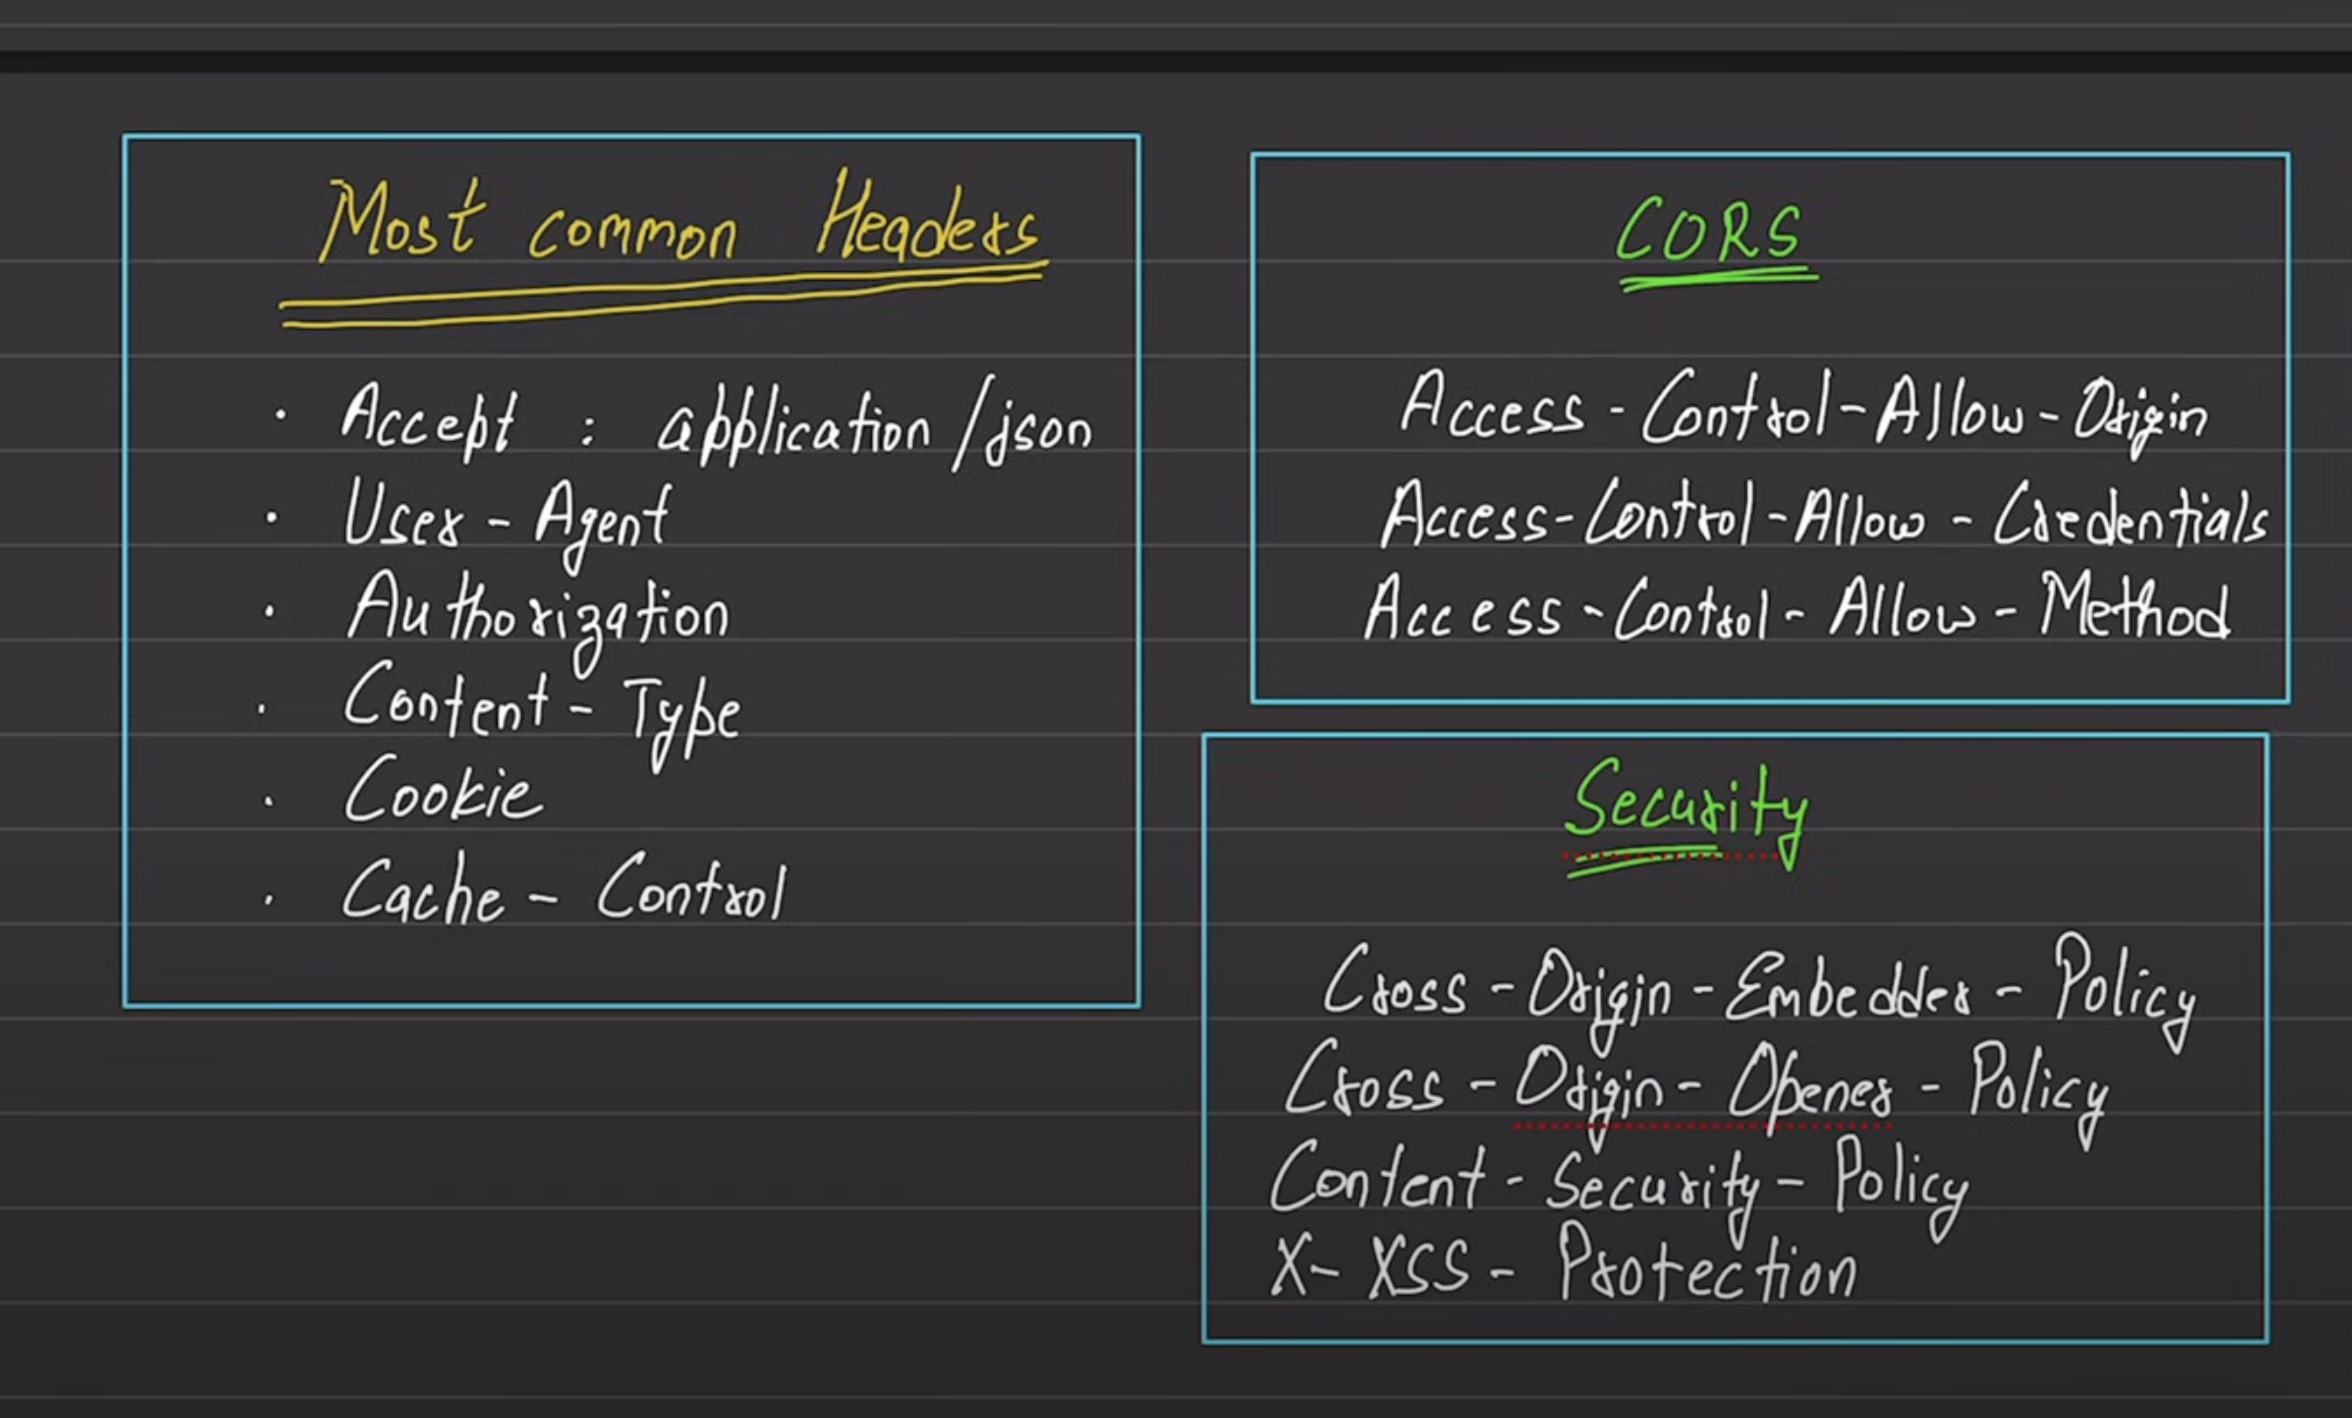 Most common Headers
· Accept : application/json
· User-Agent
· Authorization
· Content-Type
· Cookie
· Cache-Control
CORS
Access-Control-Allow-Origin
Access-Control-Allow-Credentials
Access-Control-Allow-Method
Security
Cross-Origin-Embedder-Policy
Cross-Origin-Opener-Policy
Content-Security-Policy
X-XSS-Protection